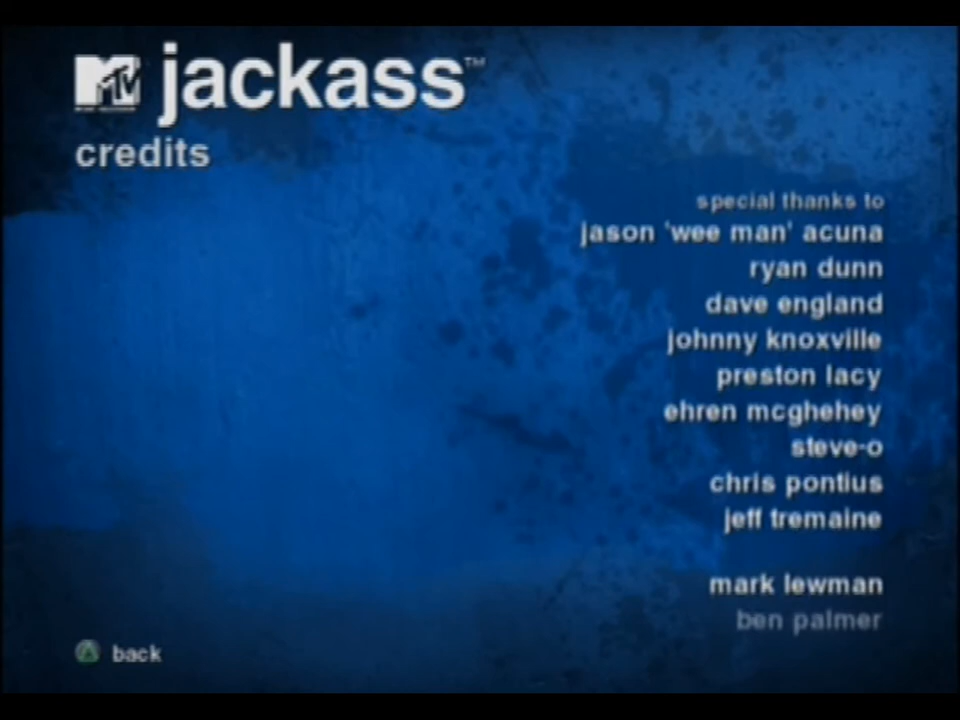 MTV jackass™
credits
special thanks to
jason 'wee man' acuna
ryan dunn
dave england
johnny knoxville
preston lacy
ehren mcghehey
steve-o
chris pontius
jeff tremaine
mark lewman
ben palmer
back